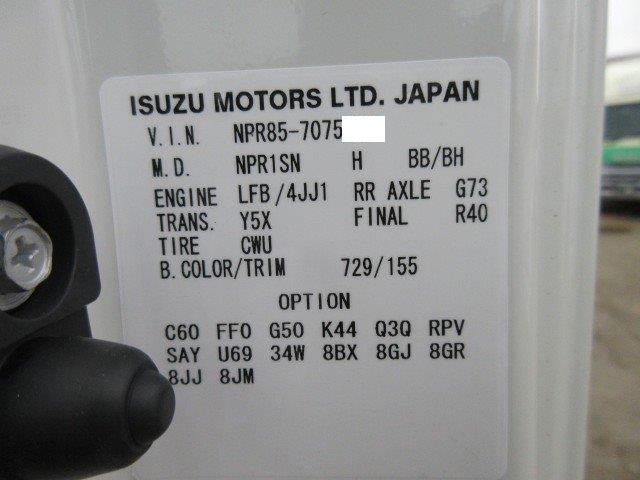 ISUZU MOTORS LTD. JAPAN
V.I.N. NPR85-7075
M.D. NPR1SN H BB/BH
ENGINE LFB/4JJ1 RR AXLE G73
TRANS. Y5X FINAL R40
TIRE CWU
B.COLOR/TRIM 729/155
OPTION
C60 FF0 G50 K44 Q3Q RPV
SAY U69 34W 8BX 8GJ 8GR
8JJ 8JM